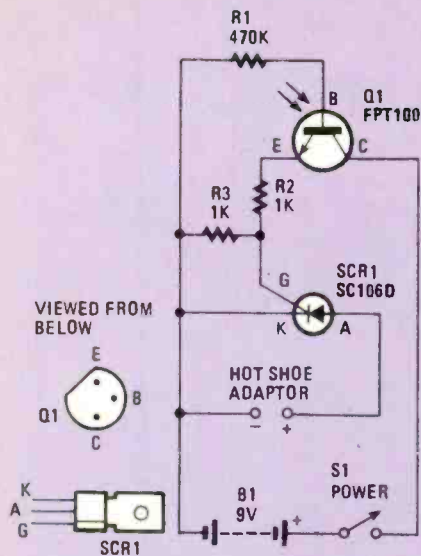 R1
470K
B
Q1
FPT100
E
C
R3
1K
R2
1K
G
SCR1
SC106D
K
A
VIEWED FROM
BELOW
E
Q1
B
C
HOT SHOE
ADAPTOR
- +
K
A
G
SCR1
B1
9V
+
S1
POWER